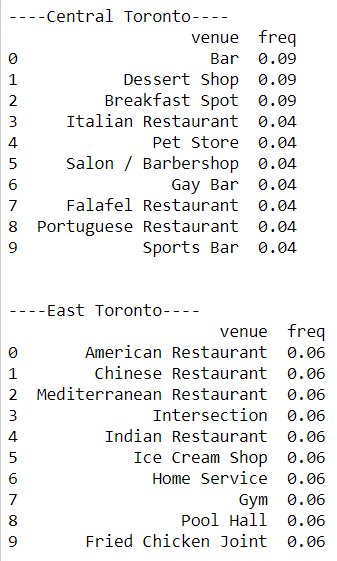 ----Central Toronto----
venue freq
0 Bar 0.09
1 Dessert Shop 0.09
2 Breakfast Spot 0.09
3 Italian Restaurant 0.04
4 Pet Store 0.04
5 Salon / Barbershop 0.04
6 Gay Bar 0.04
7 Falafel Restaurant 0.04
8 Portuguese Restaurant 0.04
9 Sports Bar 0.04
----East Toronto----
venue freq
0 American Restaurant 0.06
1 Chinese Restaurant 0.06
2 Mediterranean Restaurant 0.06
3 Intersection 0.06
4 Indian Restaurant 0.06
5 Ice Cream Shop 0.06
6 Home Service 0.06
7 Gym 0.06
8 Pool Hall 0.06
9 Fried Chicken Joint 0.06